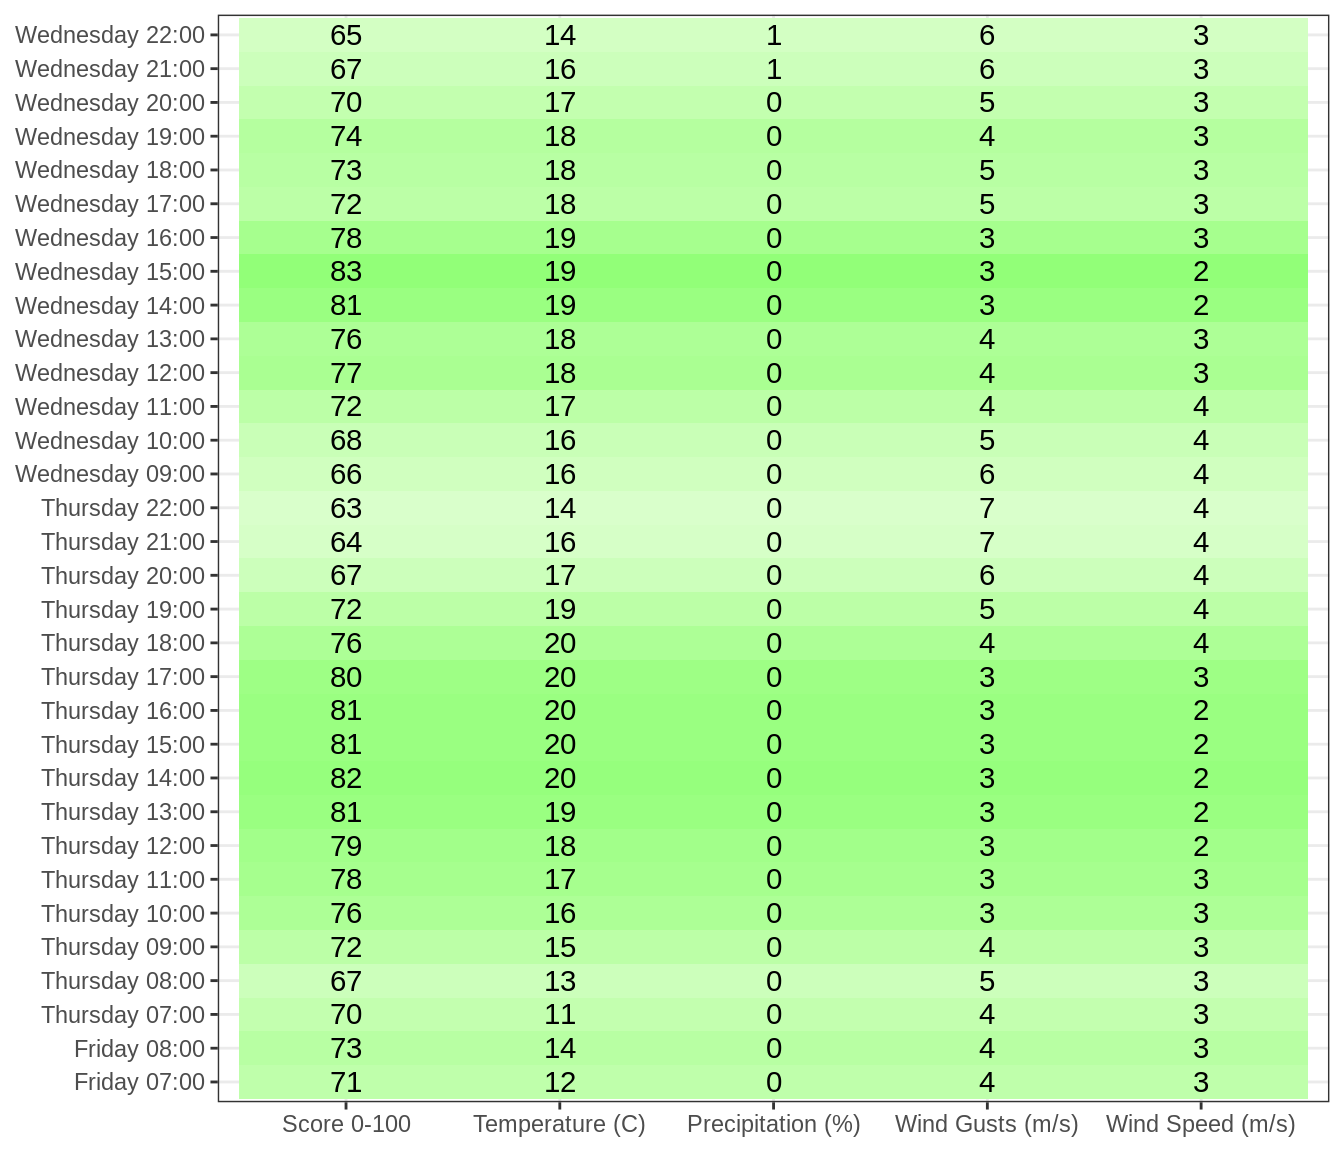 Wednesday 22:00 65 14 1 6 3
Wednesday 21:00 67 16 1 6 3
Wednesday 20:00 70 17 0 5 3
Wednesday 19:00 74 18 0 4 3
Wednesday 18:00 73 18 0 5 3
Wednesday 17:00 72 18 0 5 3
Wednesday 16:00 78 19 0 3 3
Wednesday 15:00 83 19 0 3 2
Wednesday 14:00 81 19 0 3 2
Wednesday 13:00 76 18 0 4 3
Wednesday 12:00 77 18 0 4 3
Wednesday 11:00 72 17 0 4 4
Wednesday 10:00 68 16 0 5 4
Wednesday 09:00 66 16 0 6 4
Thursday 22:00 63 14 0 7 4
Thursday 21:00 64 16 0 7 4
Thursday 20:00 67 17 0 6 4
Thursday 19:00 72 19 0 5 4
Thursday 18:00 76 20 0 4 4
Thursday 17:00 80 20 0 3 3
Thursday 16:00 81 20 0 3 2
Thursday 15:00 81 20 0 3 2
Thursday 14:00 82 20 0 3 2
Thursday 13:00 81 19 0 3 2
Thursday 12:00 79 18 0 3 2
Thursday 11:00 78 17 0 3 3
Thursday 10:00 76 16 0 3 3
Thursday 09:00 72 15 0 4 3
Thursday 08:00 67 13 0 5 3
Thursday 07:00 70 11 0 4 3
Friday 08:00 73 14 0 4 3
Friday 07:00 71 12 0 4 3
Score 0-100 Temperature (C) Precipitation (%) Wind Gusts (m/s) Wind Speed (m/s)